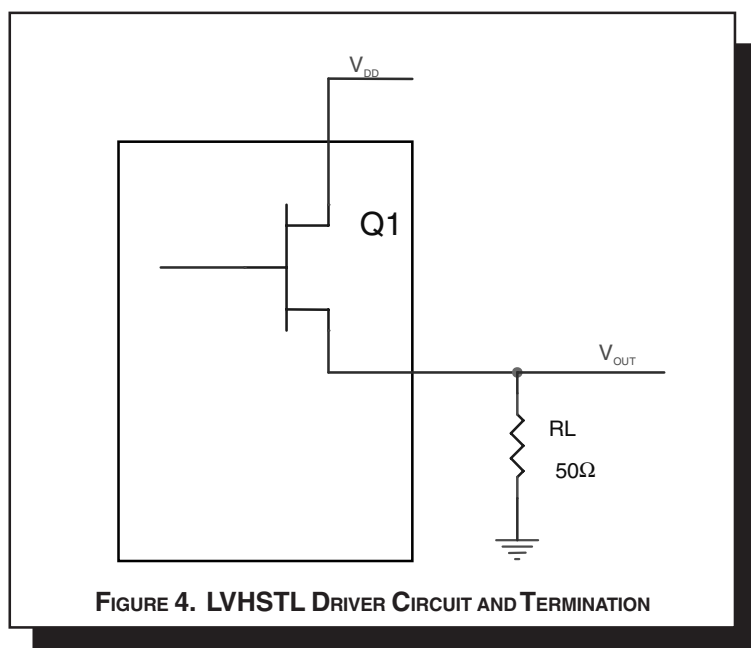 V_DD
Q1
V_OUT
RL
50Ω
FIGURE 4. LVHSTL DRIVER CIRCUIT AND TERMINATION